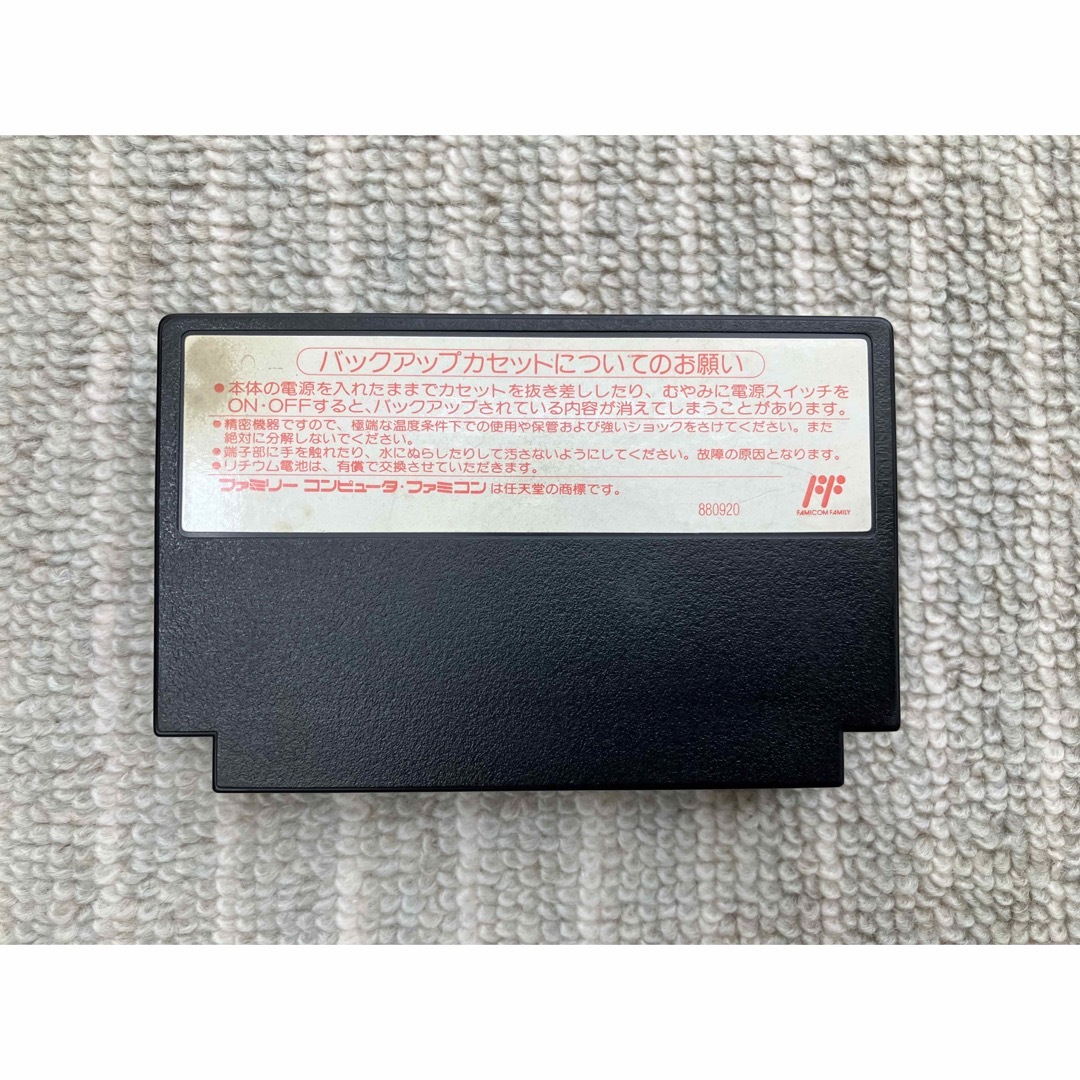 バックアップカセットについてのお願い
●本体の電源を入れたままでカセットを抜き差ししたり、むやみに電源スイッチを
ON・OFFすると、バックアップされている内容が消えてしまうことがあります。
●精密機器ですので、極端な温度条件下での使用や保管および強いショックをさけてください。また
絶対に分解しないでください。
●端子部に手を触れたり、水にぬらしたりして汚さないようにしてください。故障の原因となります。
●リチウム電池は、有償で交換させていただきます。
ファミリー コンピュータ・ファミコンは任天堂の商標です。
880920
FAMICOM FAMILY